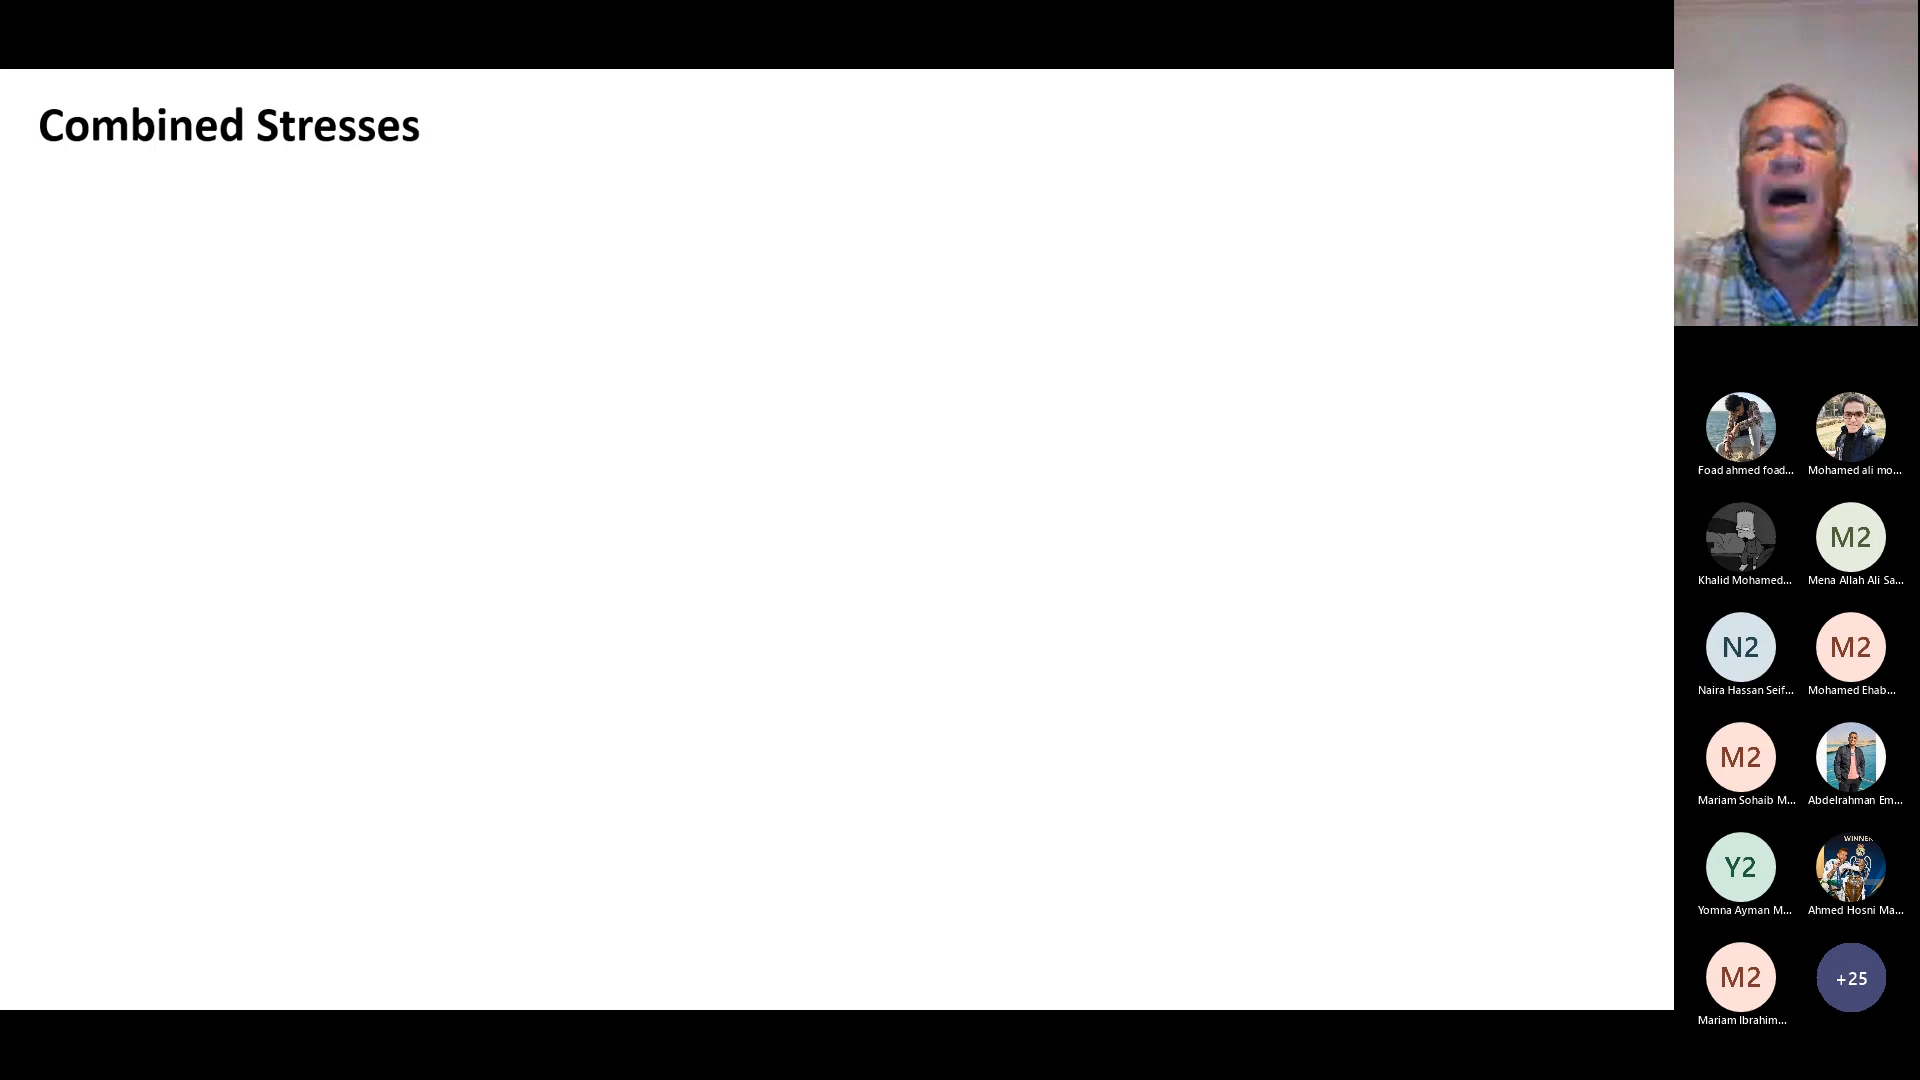 Combined Stresses
Foad ahmed foad...
Mohamed ali mo...
Khalid Mohamed...
M2
Mena Allah Ali Sa...
N2
Naira Hassan Seif...
M2
Mohamed Ehab...
M2
Mariam Sohaib M...
Abdelrahman Em...
Y2
Yomna Ayman M...
WINNER
Ahmed Hosni Ma...
M2
Mariam Ibrahim...
+25